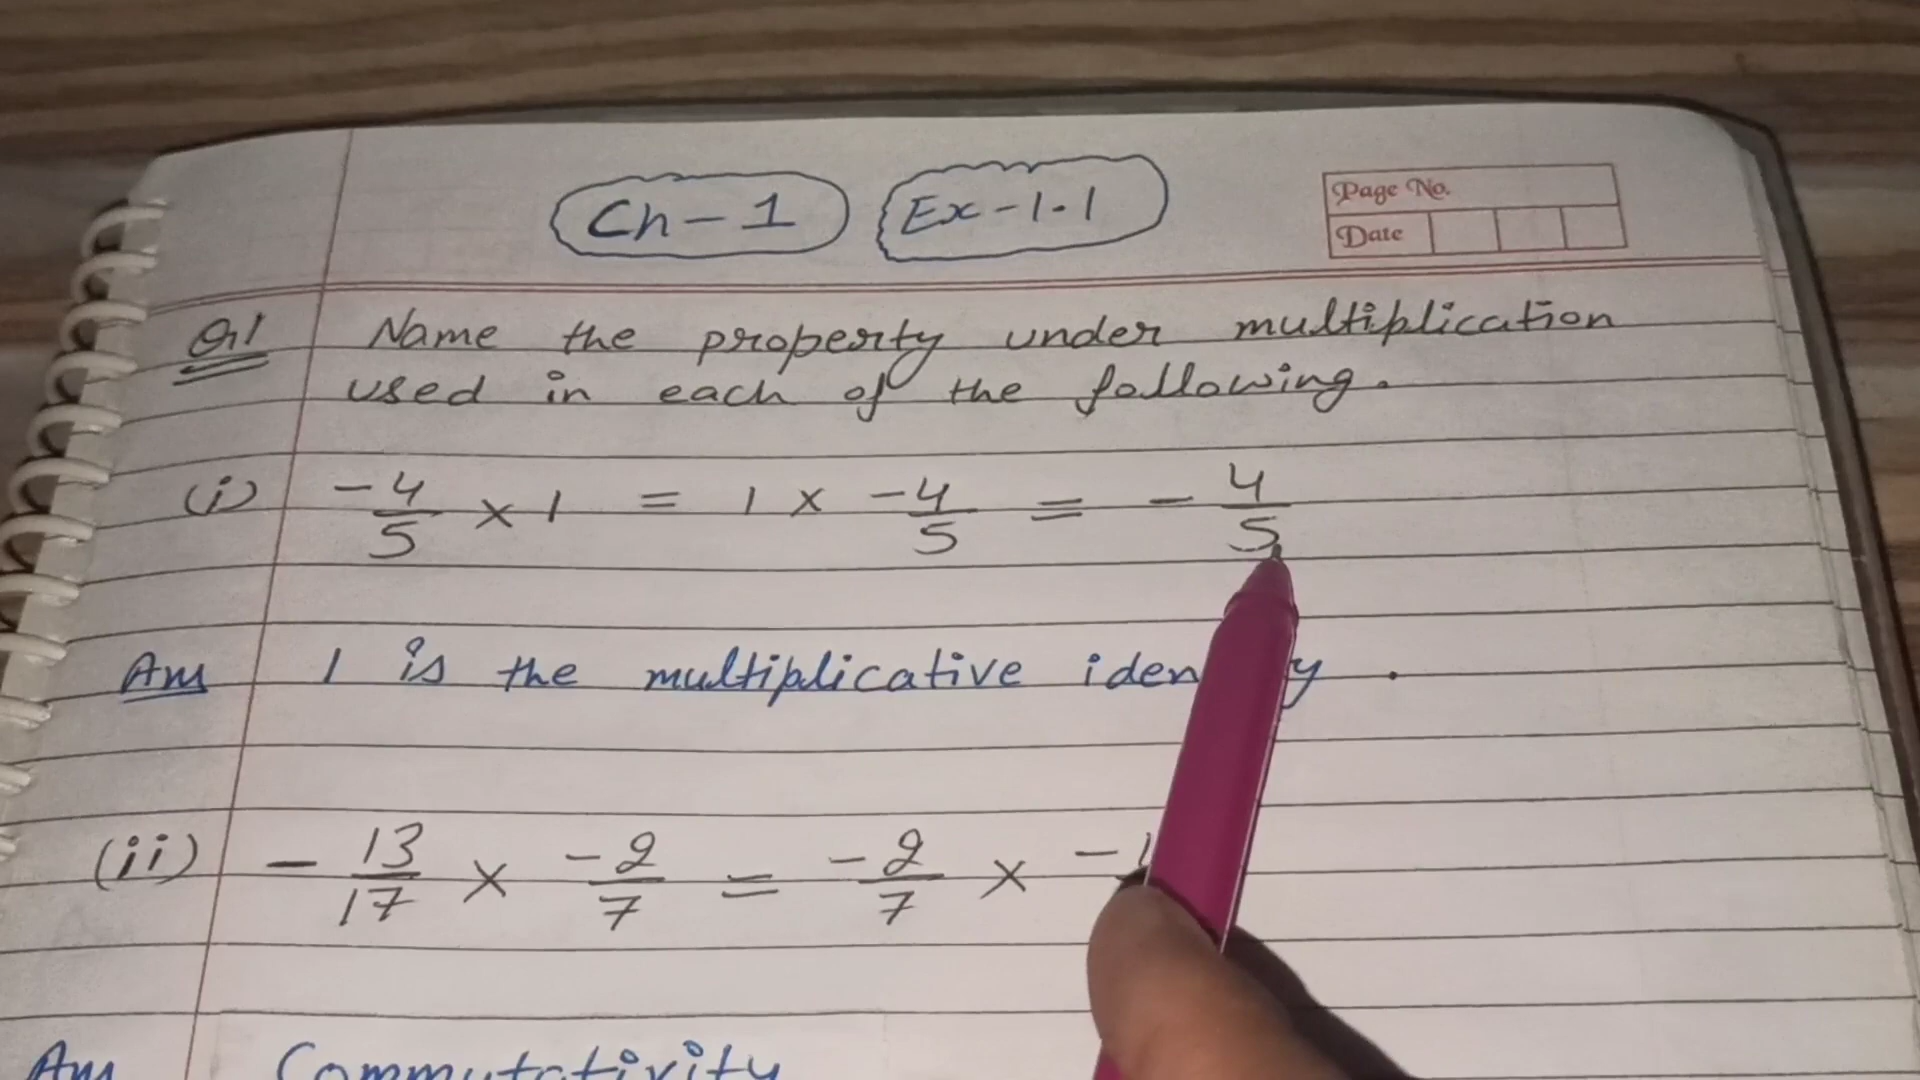 Ch - 1 Ex - 1.1
Page No.
Date
Q1 Name the property under multiplication
used in each of the following.
(i) -4/5 × 1 = 1 × -4/5 = -4/5
Ans 1 is the multiplicative identity.
(ii) -13/17 × -2/7 = -2/7 ×
Ans Commutativity